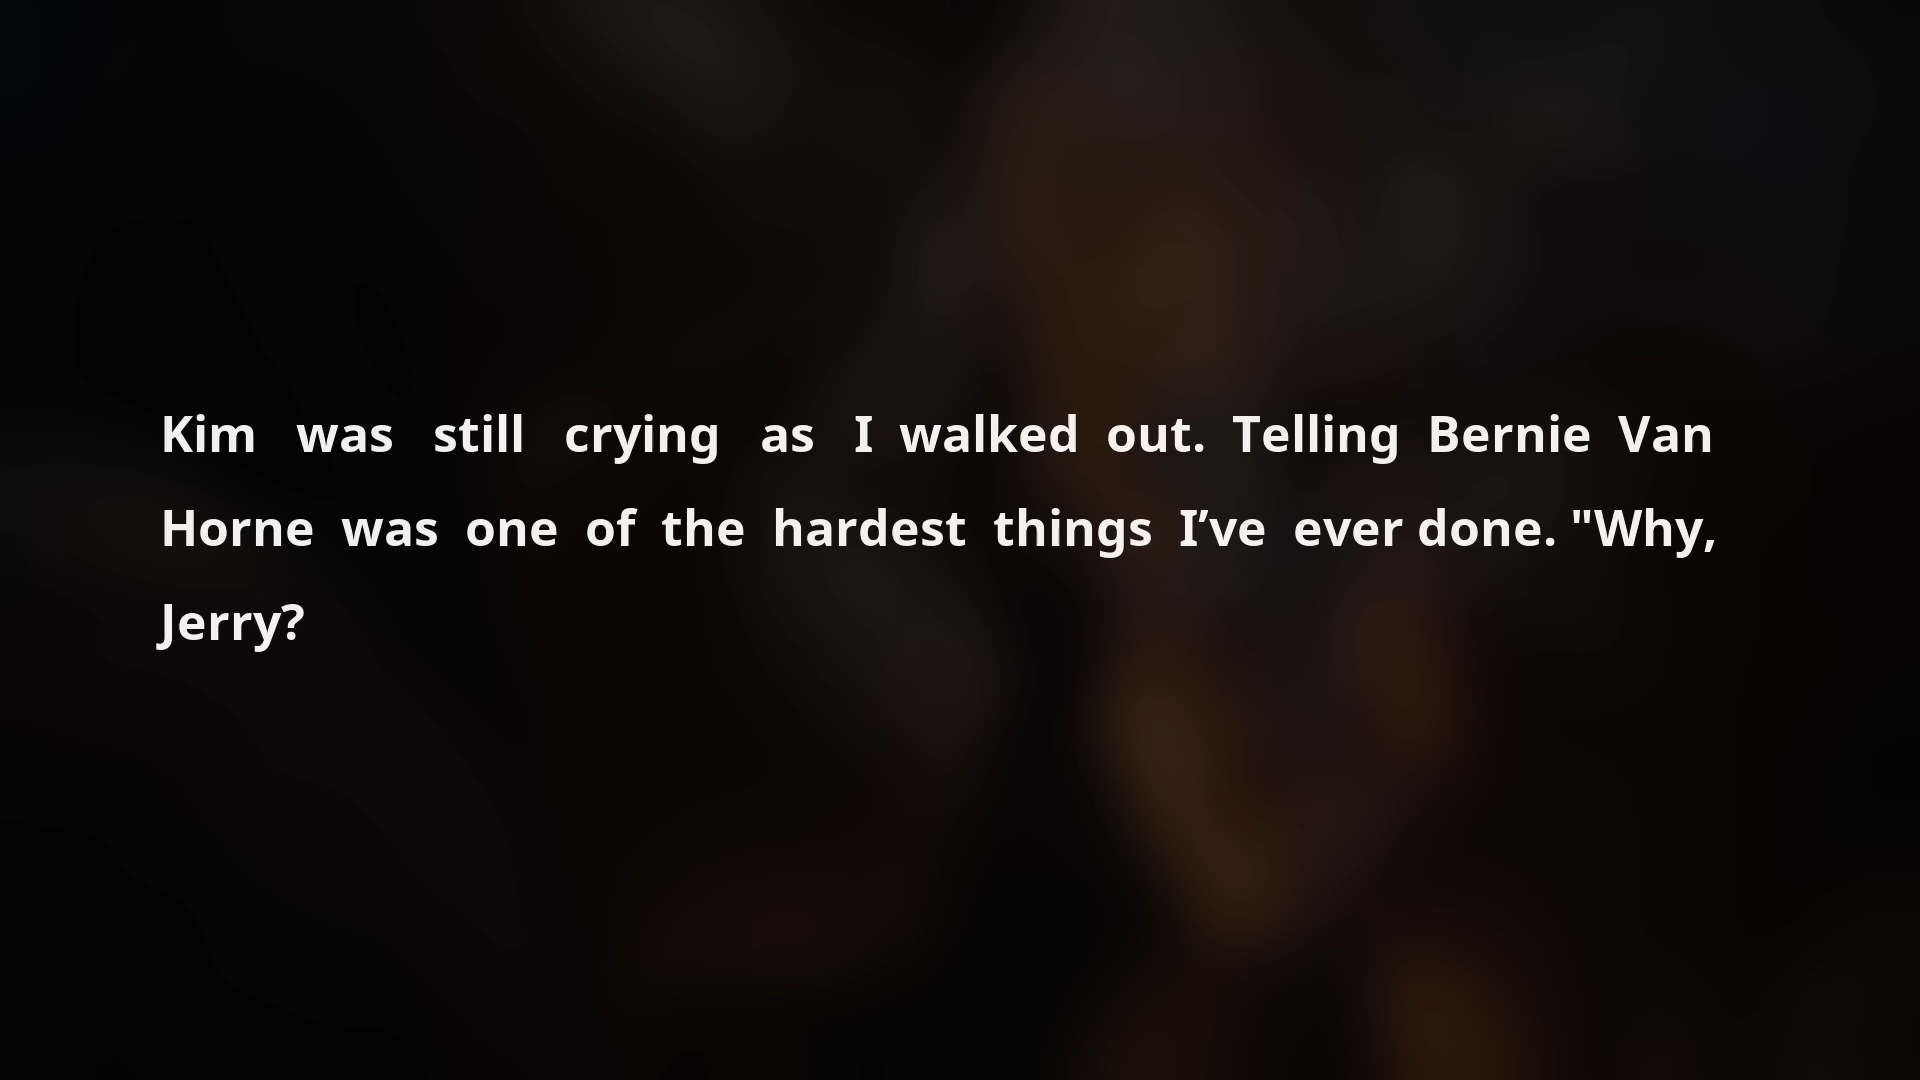 Kim was still crying as I walked out. Telling Bernie Van
Horne was one of the hardest things I’ve ever done. "Why,
Jerry?